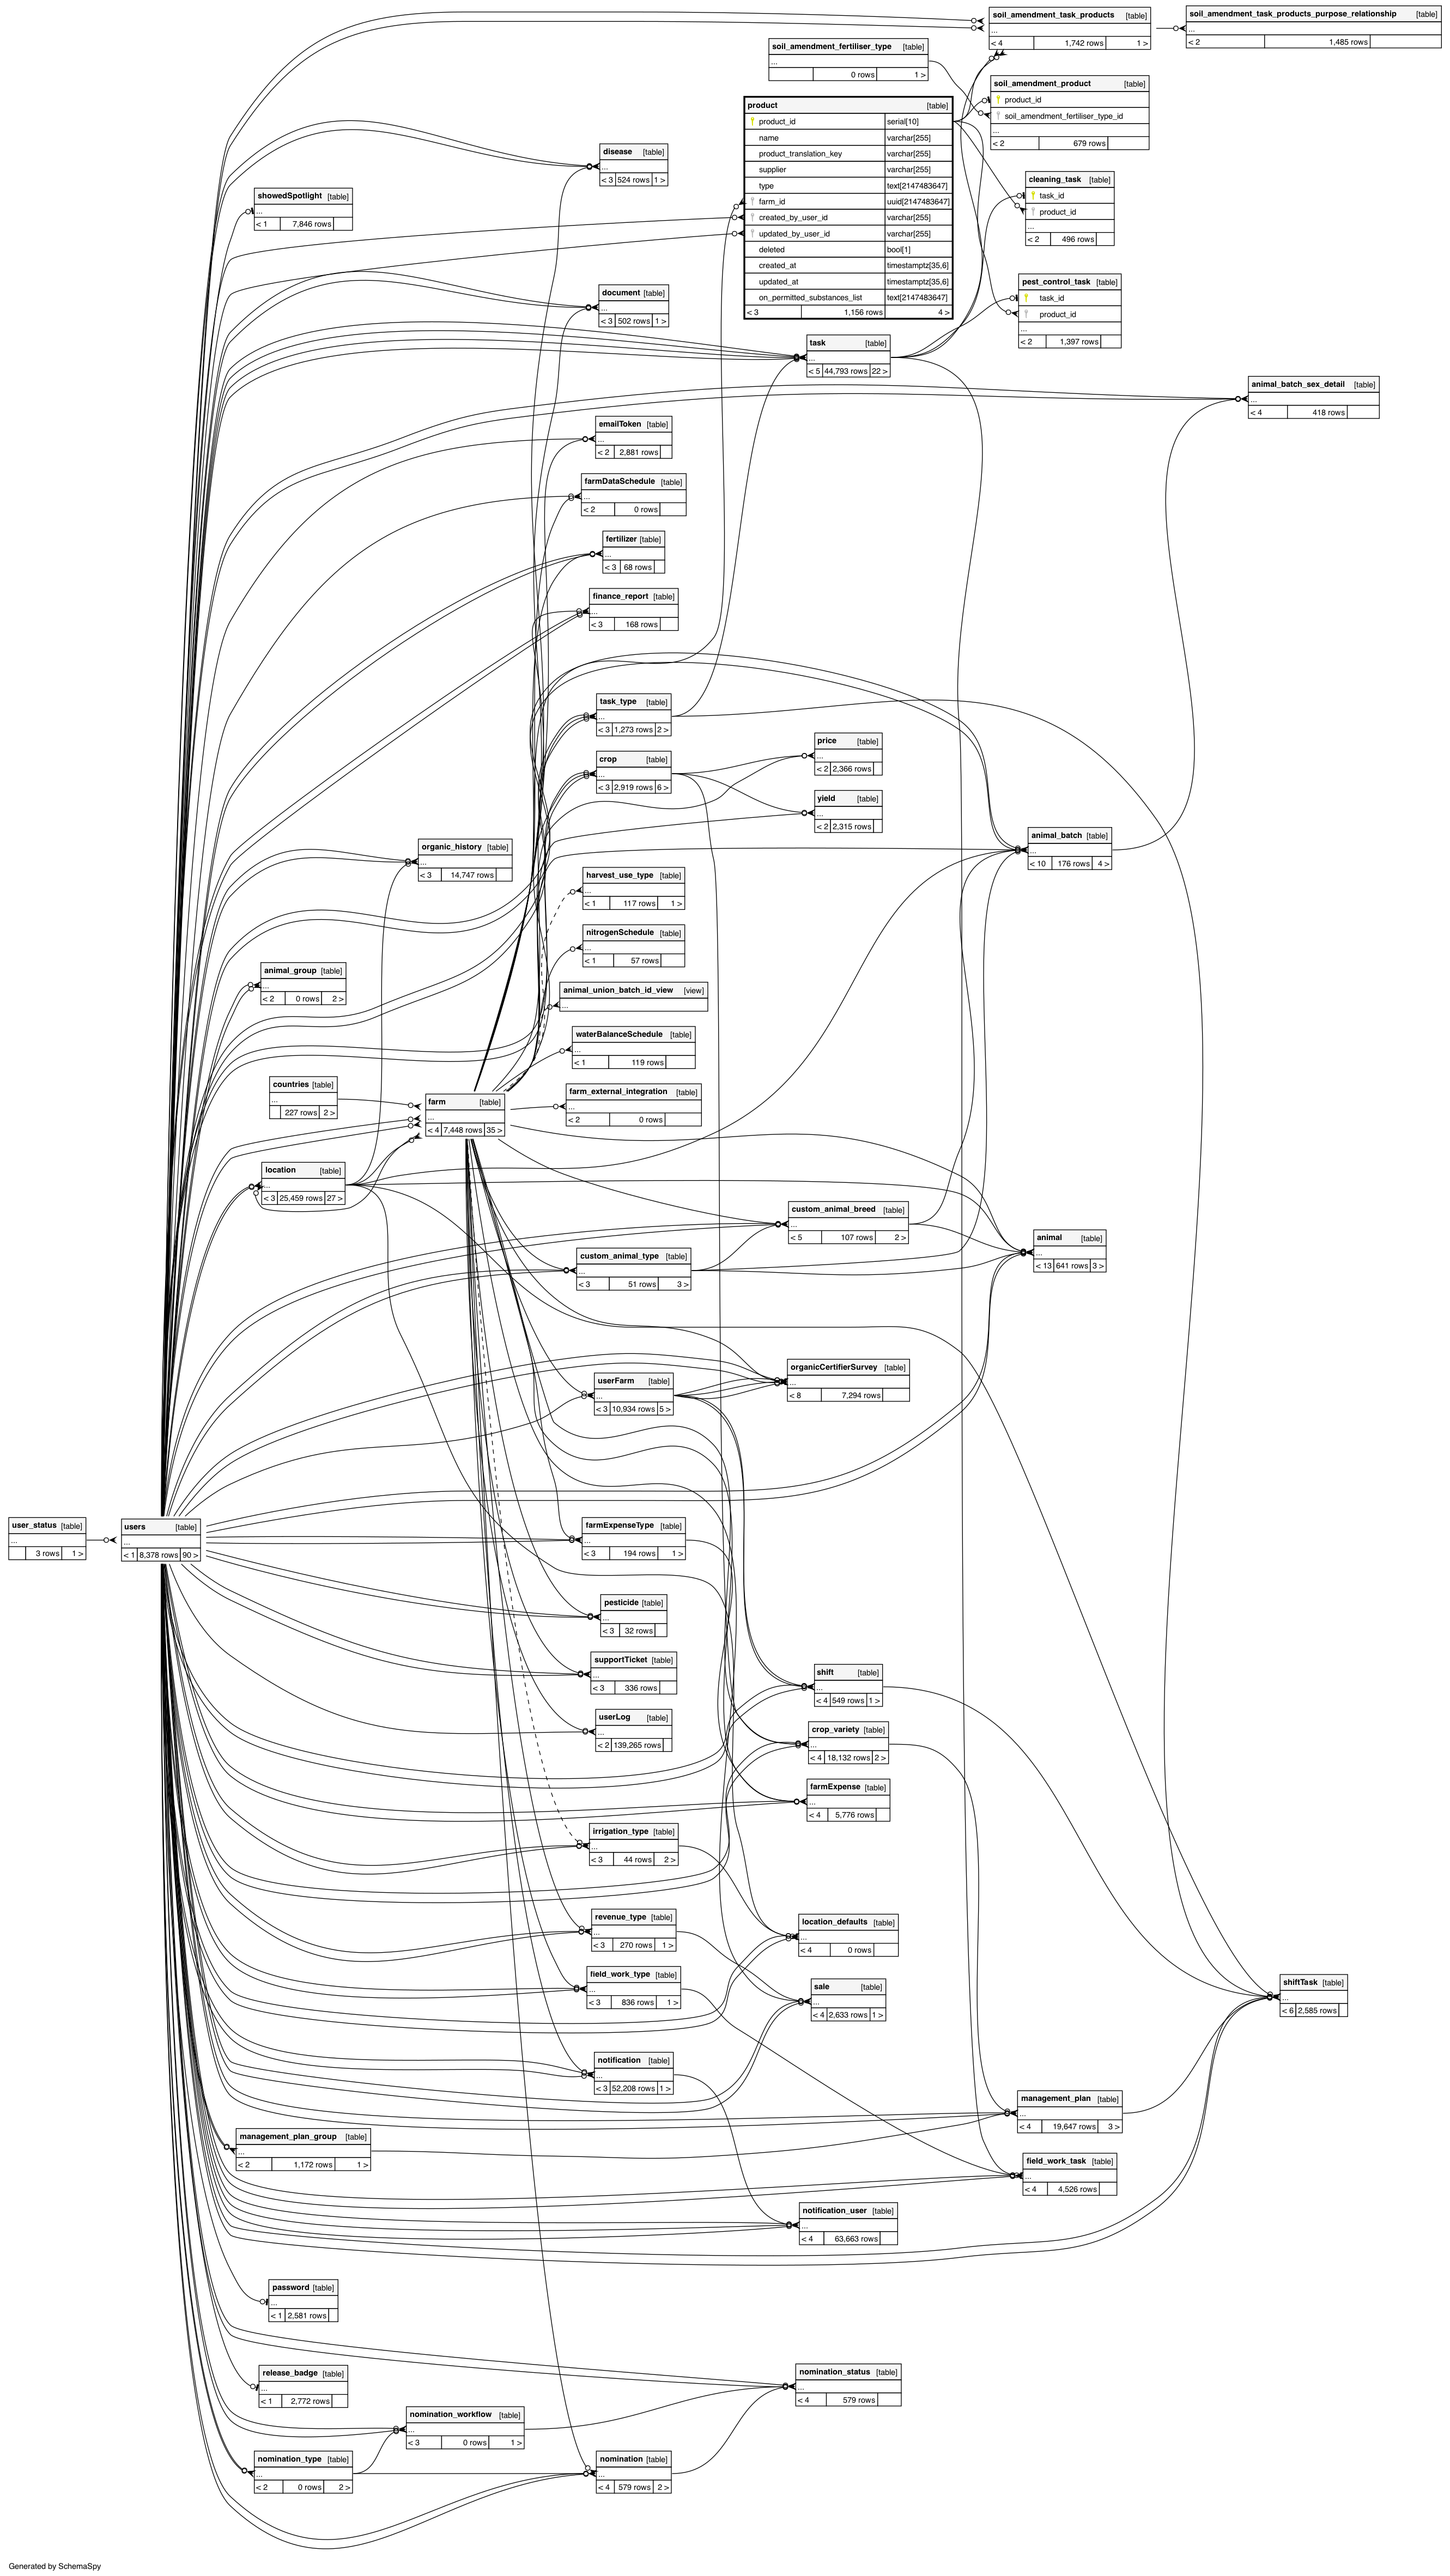 soil_amendment_task_products [table]
...
< 4 1,742 rows 1 >
soil_amendment_task_products_purpose_relationship [table]
...
< 2 1,485 rows
soil_amendment_fertiliser_type [table]
...
0 rows 1 >
soil_amendment_product [table]
product_id
soil_amendment_fertiliser_type_id
...
< 2 679 rows
product [table]
product_id serial[10]
name varchar[255]
product_translation_key varchar[255]
supplier varchar[255]
type text[2147483647]
farm_id uuid[2147483647]
created_by_user_id varchar[255]
updated_by_user_id varchar[255]
deleted bool[1]
created_at timestamptz[35,6]
updated_at timestamptz[35,6]
on_permitted_substances_list text[2147483647]
< 3 1,156 rows 4 >
disease [table]
...
< 3 524 rows 1 >
cleaning_task [table]
task_id
product_id
...
< 2 496 rows
showedSpotlight [table]
...
< 1 7,846 rows
pest_control_task [table]
task_id
product_id
...
< 2 1,397 rows
document [table]
...
< 3 502 rows 1 >
task [table]
...
< 5 44,793 rows 22 >
animal_batch_sex_detail [table]
...
< 4 418 rows
emailToken [table]
...
< 2 2,881 rows
farmDataSchedule [table]
...
< 2 0 rows
fertilizer [table]
...
< 3 68 rows
finance_report [table]
...
< 3 168 rows
task_type [table]
...
< 3 1,273 rows 2 >
price [table]
...
< 2 2,366 rows
crop [table]
...
< 3 2,919 rows 6 >
yield [table]
...
< 2 2,315 rows
animal_batch [table]
...
< 10 176 rows 4 >
organic_history [table]
...
< 3 14,747 rows
harvest_use_type [table]
...
< 1 117 rows 1 >
nitrogenSchedule [table]
...
< 1 57 rows
animal_group [table]
...
< 2 0 rows 2 >
animal_union_batch_id_view [view]
...
waterBalanceSchedule [table]
...
< 1 119 rows
countries [table]
...
227 rows 2 >
farm [table]
...
< 4 7,448 rows 35 >
farm_external_integration [table]
...
< 2 0 rows
location [table]
...
< 3 25,459 rows 27 >
custom_animal_breed [table]
...
< 5 107 rows 2 >
animal [table]
...
< 13 641 rows 3 >
custom_animal_type [table]
...
< 3 51 rows 3 >
organicCertifierSurvey [table]
...
< 8 7,294 rows
userFarm [table]
...
< 3 10,934 rows 5 >
user_status [table]
...
3 rows 1 >
users [table]
...
< 1 8,378 rows 90 >
farmExpenseType [table]
...
< 3 194 rows 1 >
pesticide [table]
...
< 3 32 rows
supportTicket [table]
...
< 3 336 rows
shift [table]
...
< 4 549 rows 1 >
userLog [table]
...
< 2 139,265 rows
crop_variety [table]
...
< 4 18,132 rows 2 >
farmExpense [table]
...
< 4 5,776 rows
irrigation_type [table]
...
< 3 44 rows 2 >
revenue_type [table]
...
< 3 270 rows 1 >
location_defaults [table]
...
< 4 0 rows
field_work_type [table]
...
< 3 836 rows 1 >
sale [table]
...
< 4 2,633 rows 1 >
shiftTask [table]
...
< 6 2,585 rows
notification [table]
...
< 3 52,208 rows 1 >
management_plan [table]
...
< 4 19,647 rows 3 >
management_plan_group [table]
...
< 2 1,172 rows 1 >
field_work_task [table]
...
< 4 4,526 rows
notification_user [table]
...
< 4 63,663 rows
password [table]
...
< 1 2,581 rows
release_badge [table]
...
< 1 2,772 rows
nomination_status [table]
...
< 4 579 rows
nomination_workflow [table]
...
< 3 0 rows 1 >
nomination_type [table]
...
< 2 0 rows 2 >
nomination [table]
...
< 4 579 rows 2 >
Generated by SchemaSpy